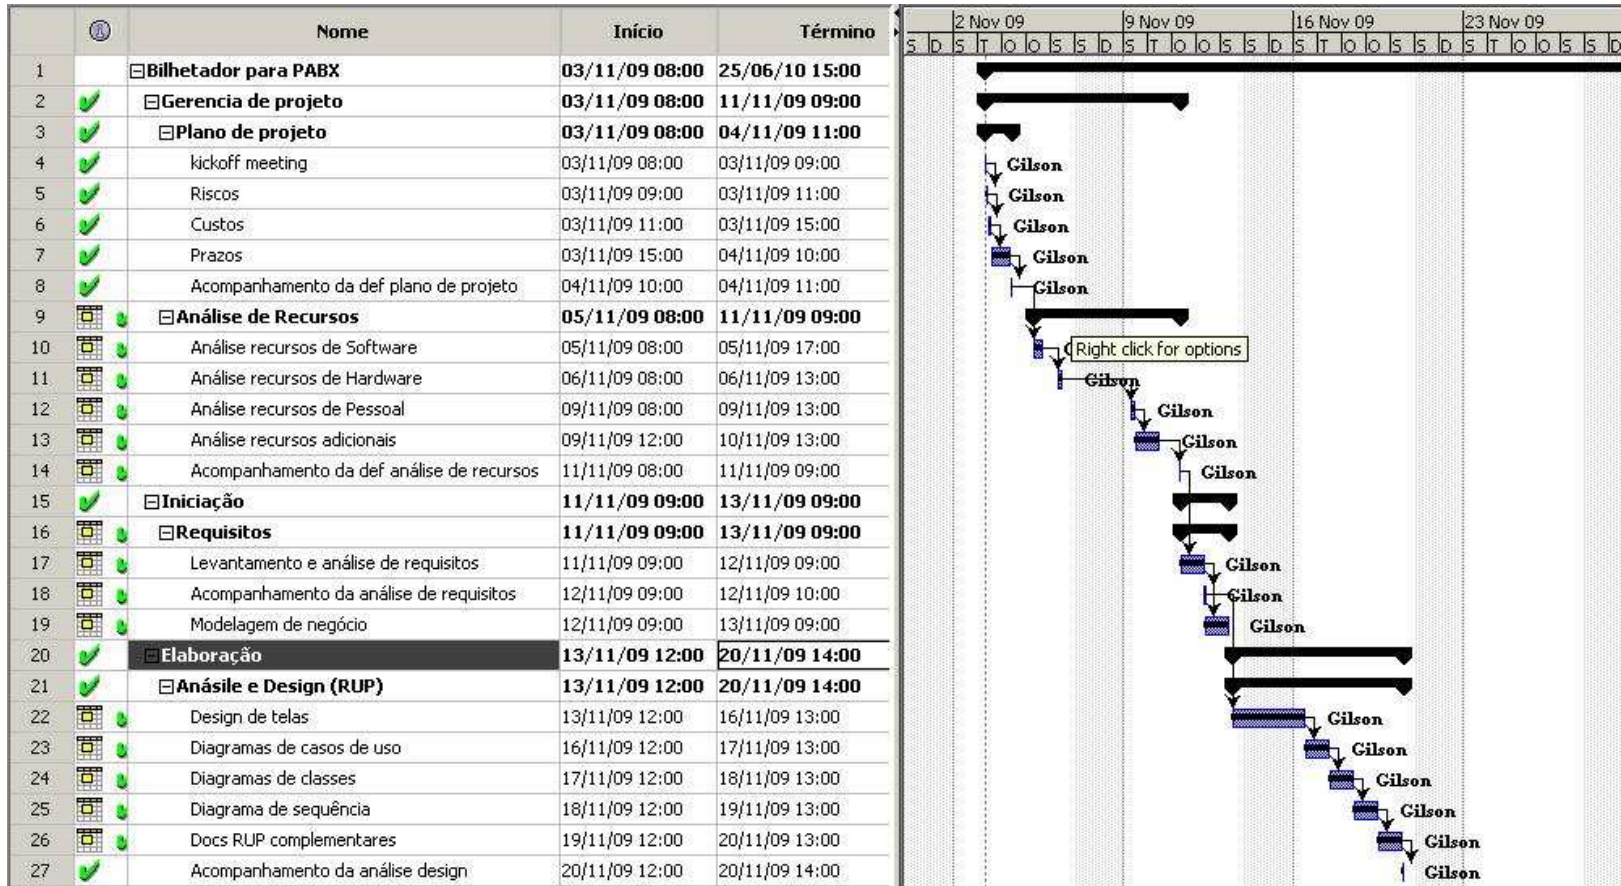 Nome Início Término
2 Nov 09 9 Nov 09 16 Nov 09 23 Nov 09
S D S T O O S S D S T O O S S D S T O O S S D S T O O S S D
1 Bilhetador para PABX 03/11/09 08:00 25/06/10 15:00
2 Gerencia de projeto 03/11/09 08:00 11/11/09 09:00
3 Plano de projeto 03/11/09 08:00 04/11/09 11:00
4 kickoff meeting 03/11/09 08:00 03/11/09 09:00 Gilson
5 Riscos 03/11/09 09:00 03/11/09 11:00 Gilson
6 Custos 03/11/09 11:00 03/11/09 15:00 Gilson
7 Prazos 03/11/09 15:00 04/11/09 10:00 Gilson
8 Acompanhamento da def plano de projeto 04/11/09 10:00 04/11/09 11:00 Gilson
9 Análise de Recursos 05/11/09 08:00 11/11/09 09:00
10 Análise recursos de Software 05/11/09 08:00 05/11/09 17:00 Right click for options
11 Análise recursos de Hardware 06/11/09 08:00 06/11/09 13:00 Gilson
12 Análise recursos de Pessoal 09/11/09 08:00 09/11/09 13:00 Gilson
13 Análise recursos adicionais 09/11/09 12:00 10/11/09 13:00 Gilson
14 Acompanhamento da def análise de recursos 11/11/09 08:00 11/11/09 09:00 Gilson
15 Iniciação 11/11/09 09:00 13/11/09 09:00
16 Requisitos 11/11/09 09:00 13/11/09 09:00
17 Levantamento e análise de requisitos 11/11/09 09:00 12/11/09 09:00 Gilson
18 Acompanhamento da análise de requisitos 12/11/09 09:00 12/11/09 10:00 Gilson
19 Modelagem de negócio 12/11/09 09:00 13/11/09 09:00 Gilson
20 Elaboração 13/11/09 12:00 20/11/09 14:00
21 Anásile e Design (RUP) 13/11/09 12:00 20/11/09 14:00
22 Design de telas 13/11/09 12:00 16/11/09 13:00 Gilson
23 Diagramas de casos de uso 16/11/09 12:00 17/11/09 13:00 Gilson
24 Diagramas de classes 17/11/09 12:00 18/11/09 13:00 Gilson
25 Diagrama de sequência 18/11/09 12:00 19/11/09 13:00 Gilson
26 Docs RUP complementares 19/11/09 12:00 20/11/09 13:00 Gilson
27 Acompanhamento da análise design 20/11/09 12:00 20/11/09 14:00 Gilson